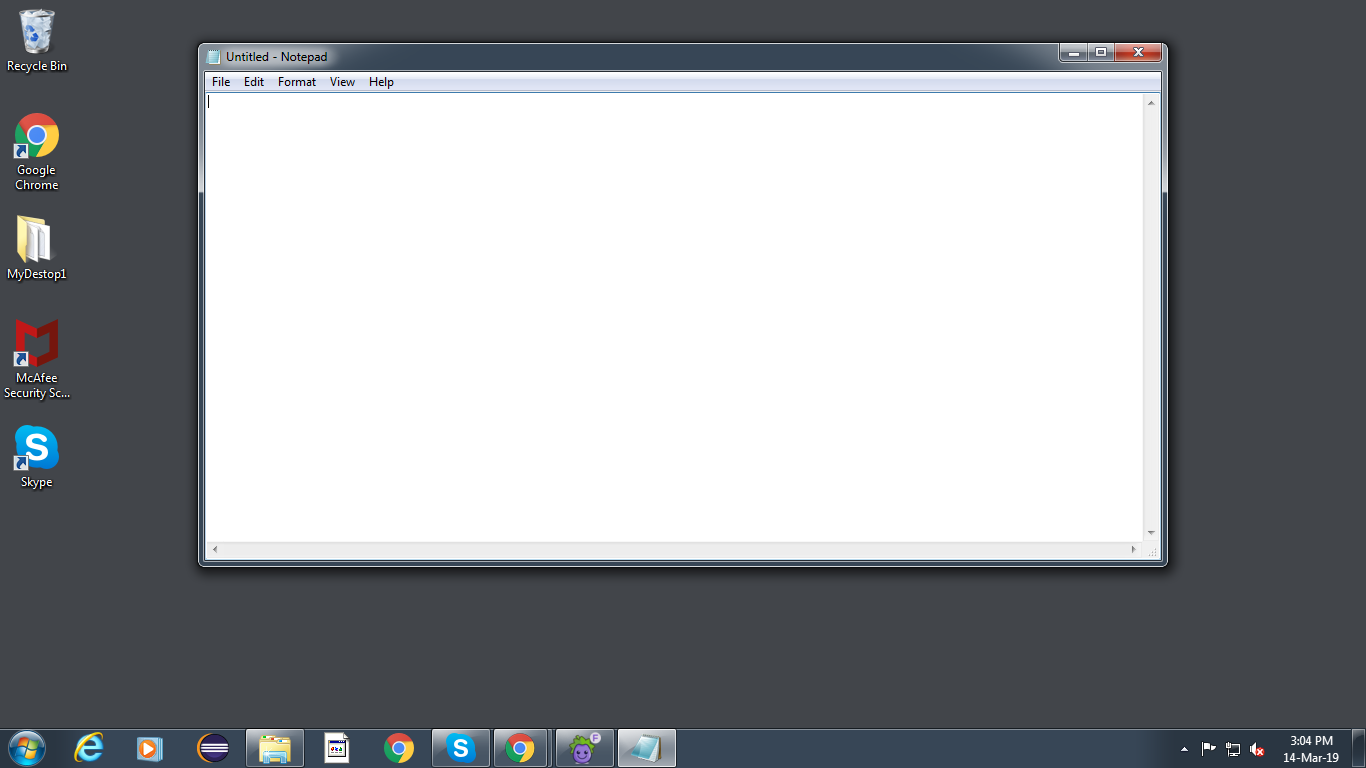 Recycle Bin
Google
Chrome
MyDestop1
McAfee
Security Sc...
Skype
Untitled - Notepad
File Edit Format View Help
3:04 PM
14-Mar-19